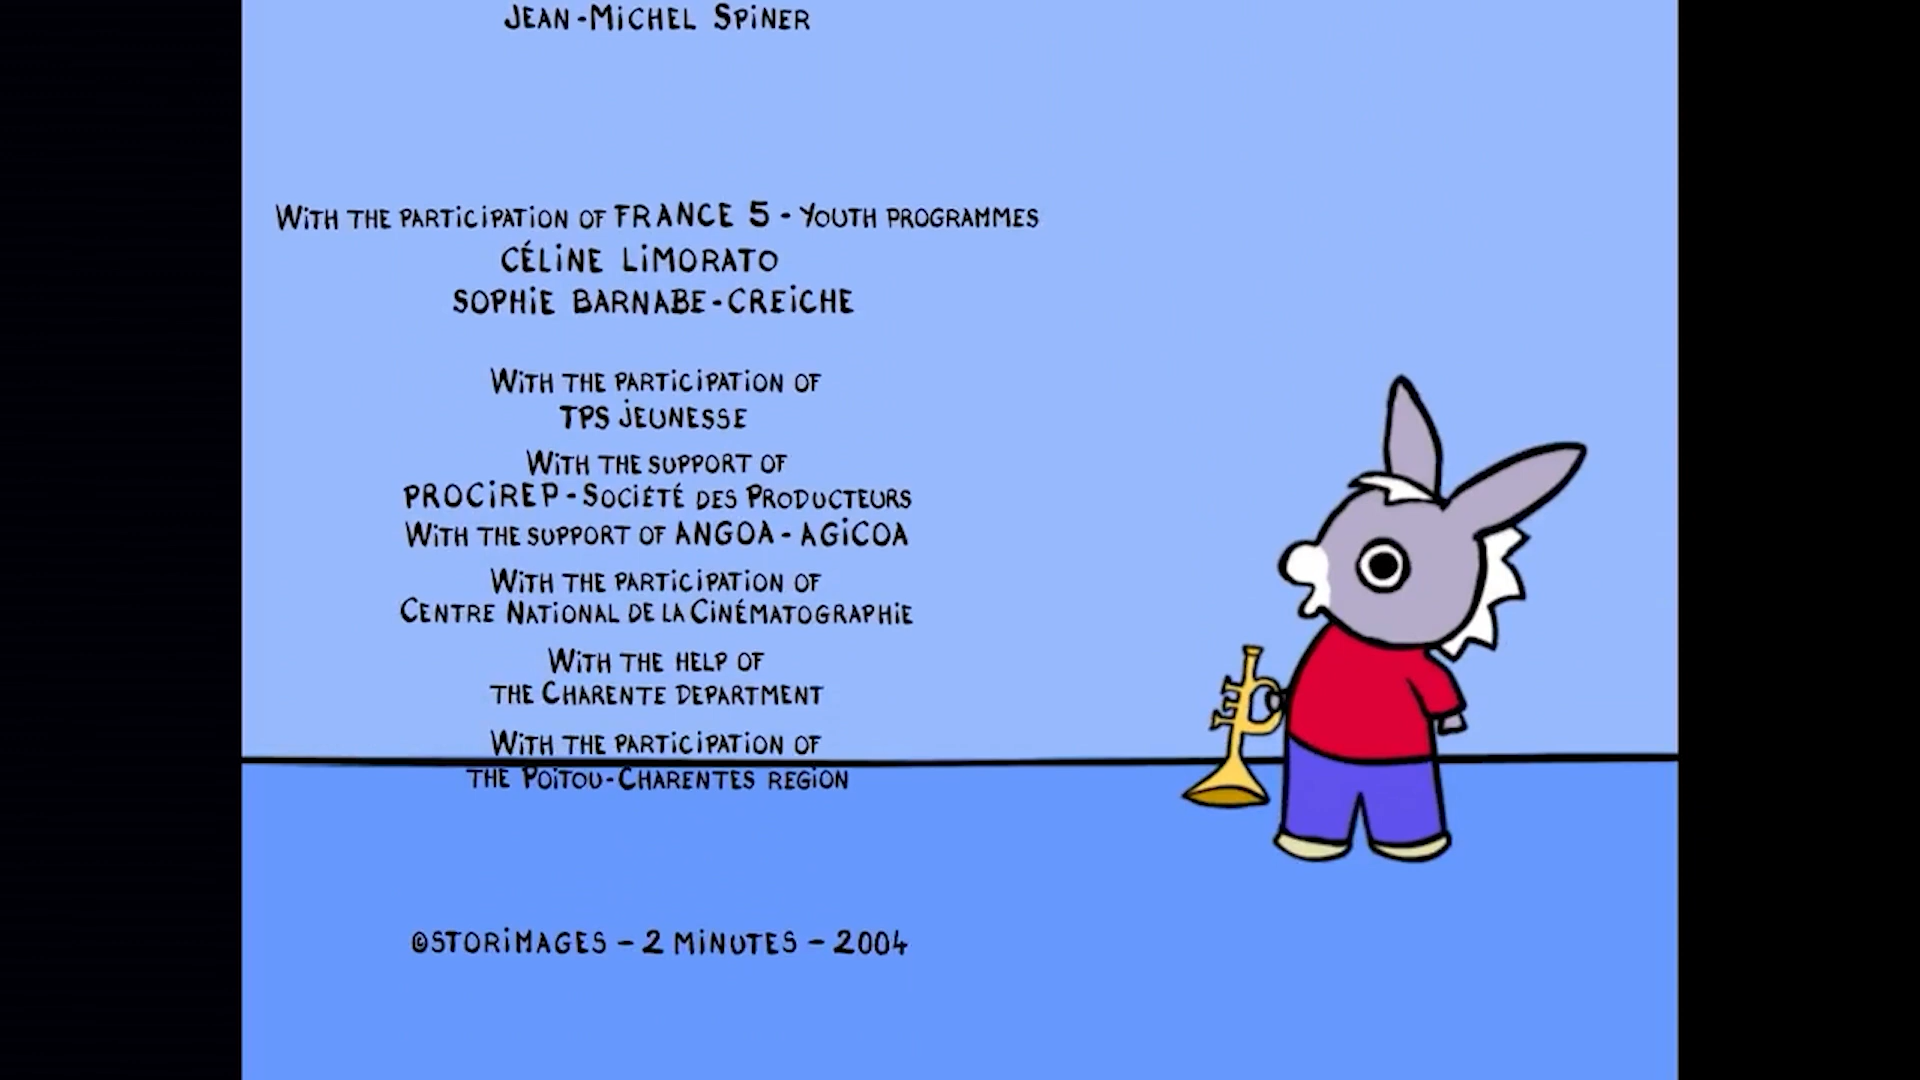 JEAN-MiCHEL SPiNER
WiTH THE PARTiCiPATiON OF FRANCE 5 - YOUTH PROGRAMMES
CÉLiNE LiMORATO
SOPHiE BARNABE-CREiCHE
WiTH THE PARTiCiPATiON OF
TPS jEUNESSE
WiTH THE SUPPORT OF
PROCiREP - SOCiÉTÉ DES PRODUCTEURS
WiTH THE SUPPORT OF ANGOA - AGiCOA
WiTH THE PARTiCiPATiON OF
CENTRE NATiONAL DE LA CiNÉMATOGRAPHiE
WiTH THE HELP OF
THE CHARENTE DEPARTMENT
WiTH THE PARTiCiPATiON OF
THE POiTOU-CHARENTES REGiON
©STORiMAGES - 2 MiNUTES - 2004